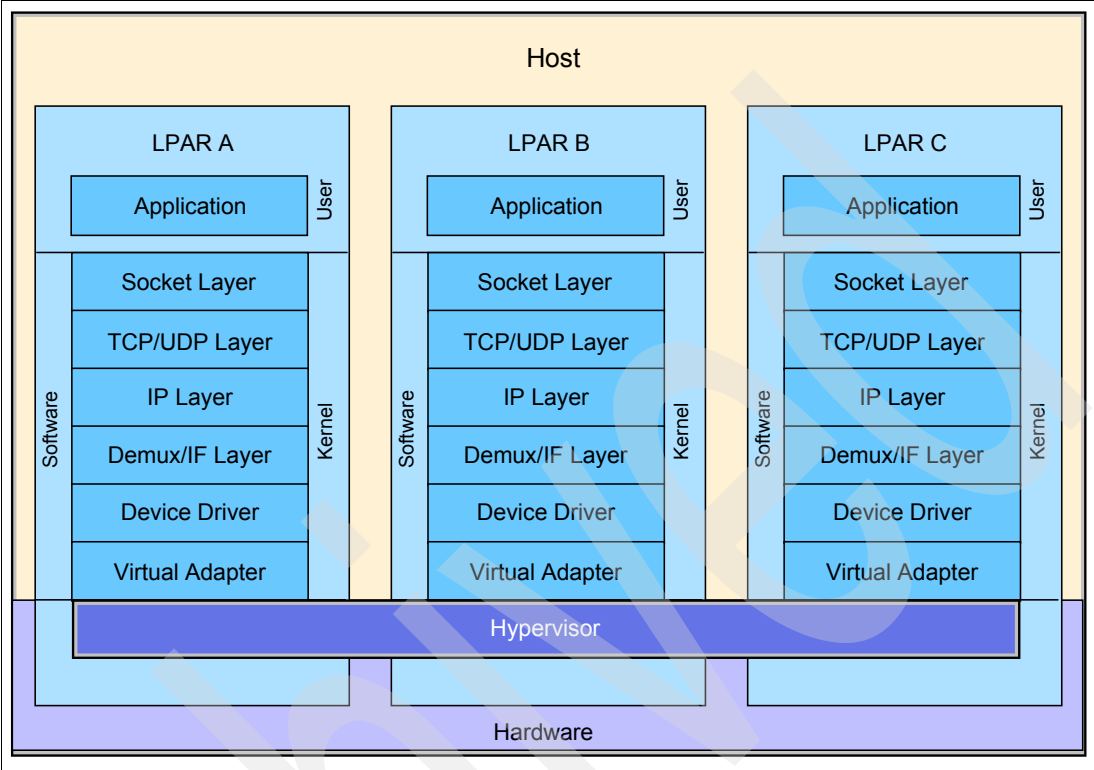 Host
LPAR A
Application
User
Socket Layer
TCP/UDP Layer
IP Layer
Demux/IF Layer
Device Driver
Virtual Adapter
Software
Kernel
LPAR B
Application
User
Socket Layer
TCP/UDP Layer
IP Layer
Demux/IF Layer
Device Driver
Virtual Adapter
Software
Kernel
LPAR C
Application
User
Socket Layer
TCP/UDP Layer
IP Layer
Demux/IF Layer
Device Driver
Virtual Adapter
Software
Kernel
Hypervisor
Hardware